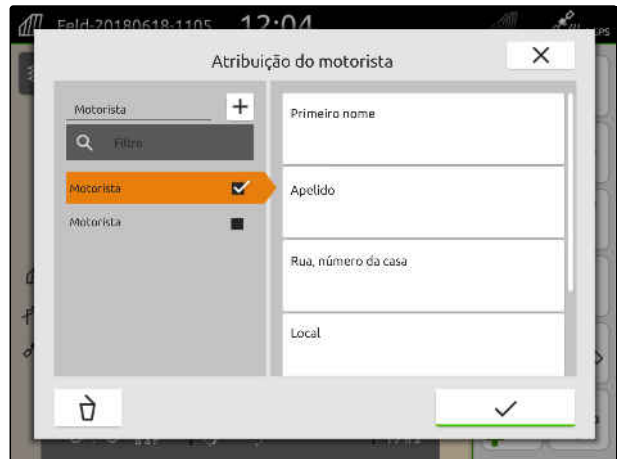 Feld-20180618-1105 12:04
GPS
Atribuição do motorista
Motorista
Filtro
Motorista
Motorista
Primeiro nome
Apelido
Rua, número da casa
Local